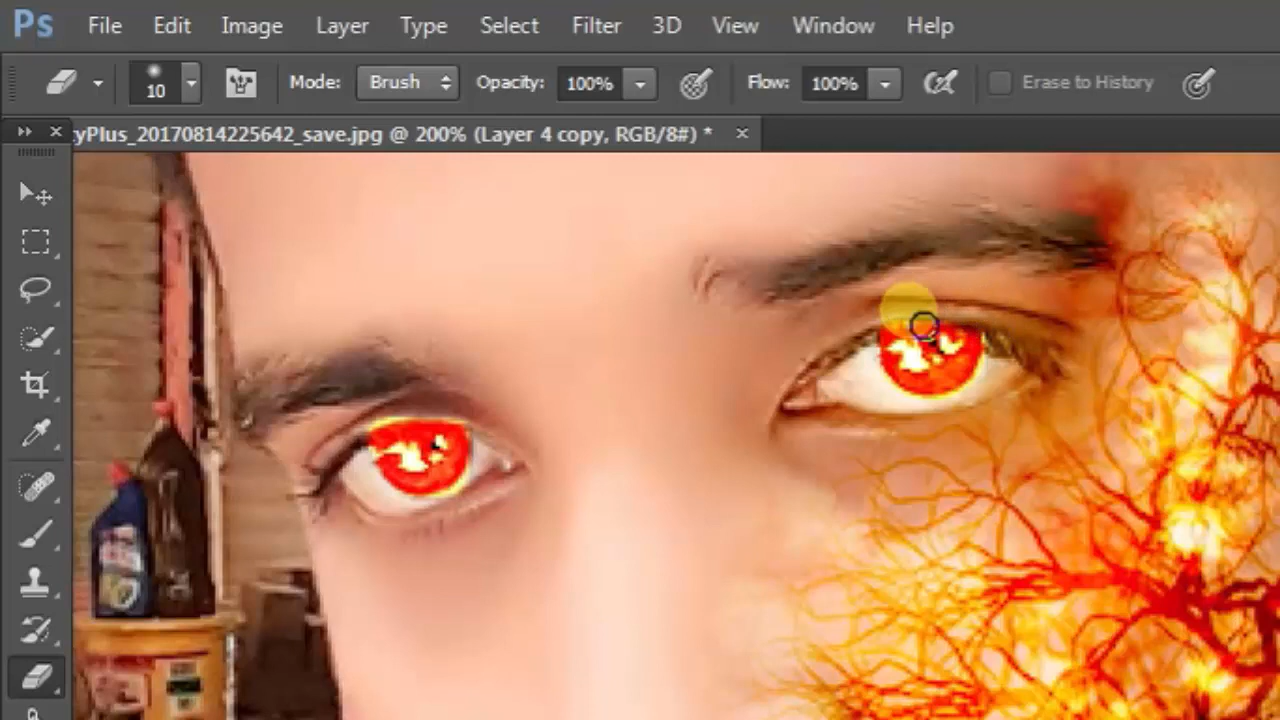 Ps File Edit Image Layer Type Select Filter 3D View Window Help
10 Mode: Brush Opacity: 100% Flow: 100% Erase to History
tyPlus_20170814225642_save.jpg @ 200% (Layer 4 copy, RGB/8#) *